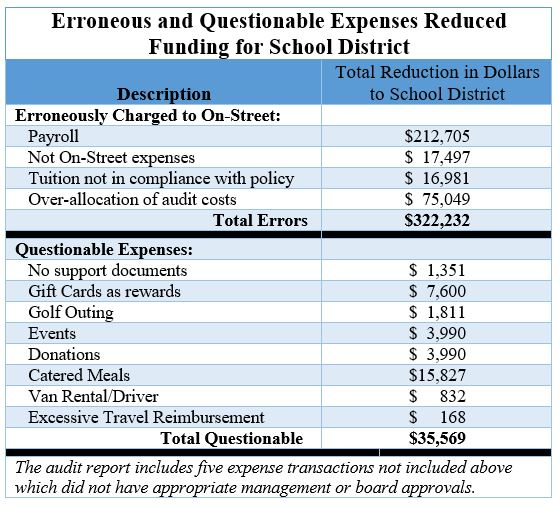 Erroneous and Questionable Expenses Reduced
Funding for School District
Description Total Reduction in Dollars
to School District
Erroneously Charged to On-Street:
Payroll $212,705
Not On-Street expenses $ 17,497
Tuition not in compliance with policy $ 16,981
Over-allocation of audit costs $ 75,049
Total Errors $322,232
Questionable Expenses:
No support documents $ 1,351
Gift Cards as rewards $ 7,600
Golf Outing $ 1,811
Events $ 3,990
Donations $ 3,990
Catered Meals $15,827
Van Rental/Driver $ 832
Excessive Travel Reimbursement $ 168
Total Questionable $35,569
The audit report includes five expense transactions not included above
which did not have appropriate management or board approvals.